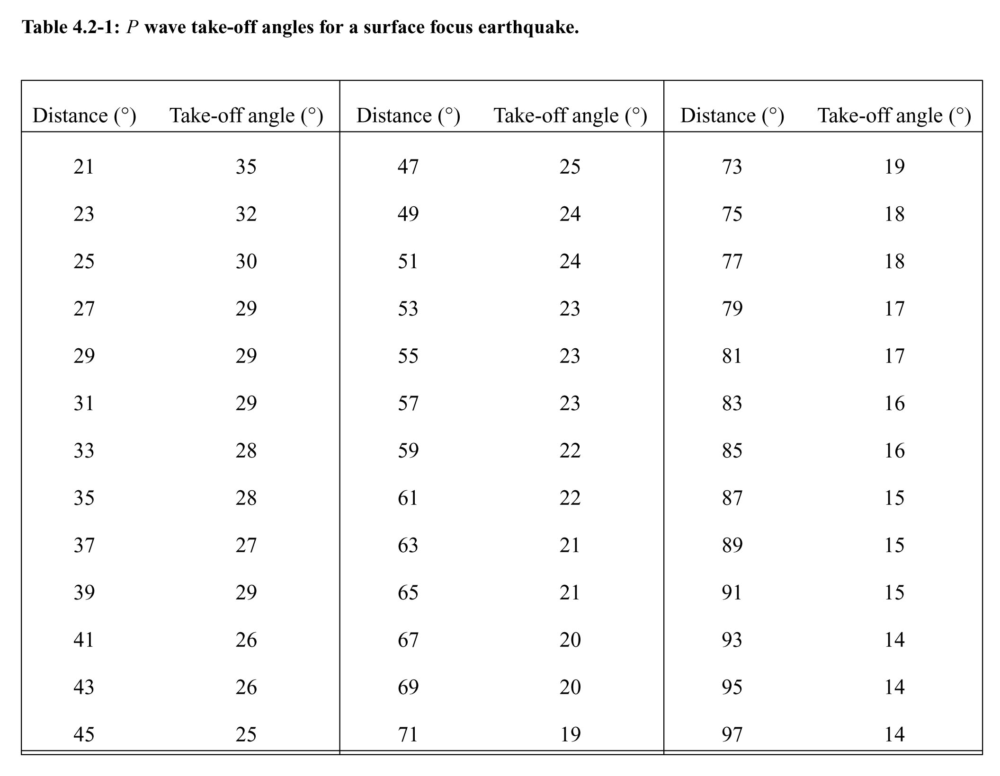 Table 4.2-1: P wave take-off angles for a surface focus earthquake.
Distance (°) Take-off angle (°) Distance (°) Take-off angle (°) Distance (°) Take-off angle (°)
21 35 47 25 73 19
23 32 49 24 75 18
25 30 51 24 77 18
27 29 53 23 79 17
29 29 55 23 81 17
31 29 57 23 83 16
33 28 59 22 85 16
35 28 61 22 87 15
37 27 63 21 89 15
39 29 65 21 91 15
41 26 67 20 93 14
43 26 69 20 95 14
45 25 71 19 97 14